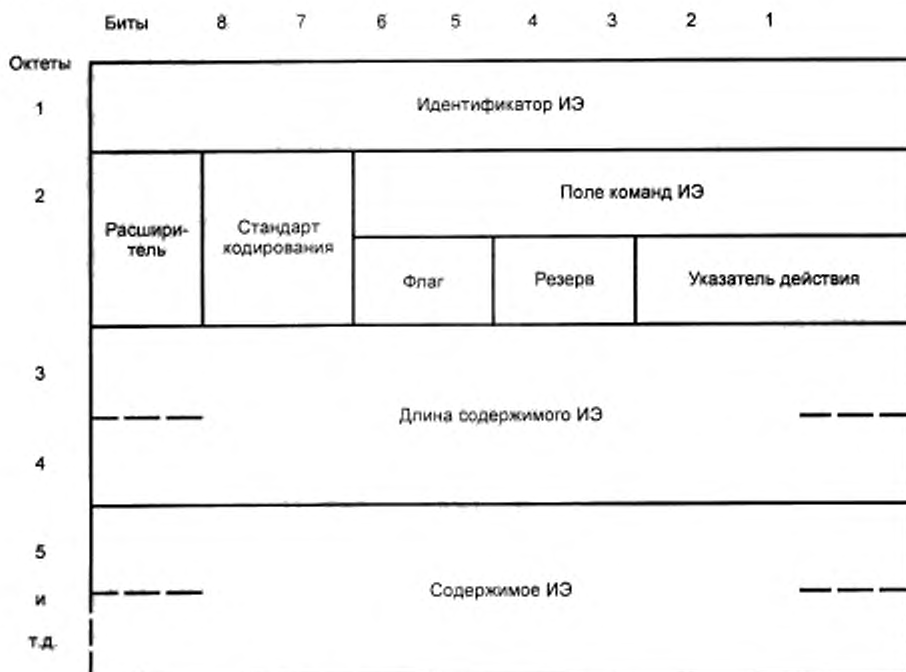 Биты 8 7 6 5 4 3 2 1
Октеты
1 Идентификатор ИЭ
2 Поле команд ИЭ
Расшири-
тель
Стандарт
кодирования
Флаг Резерв Указатель действия
3
Длина содержимого ИЭ
4
5
Содержимое ИЭ
и
т.д.